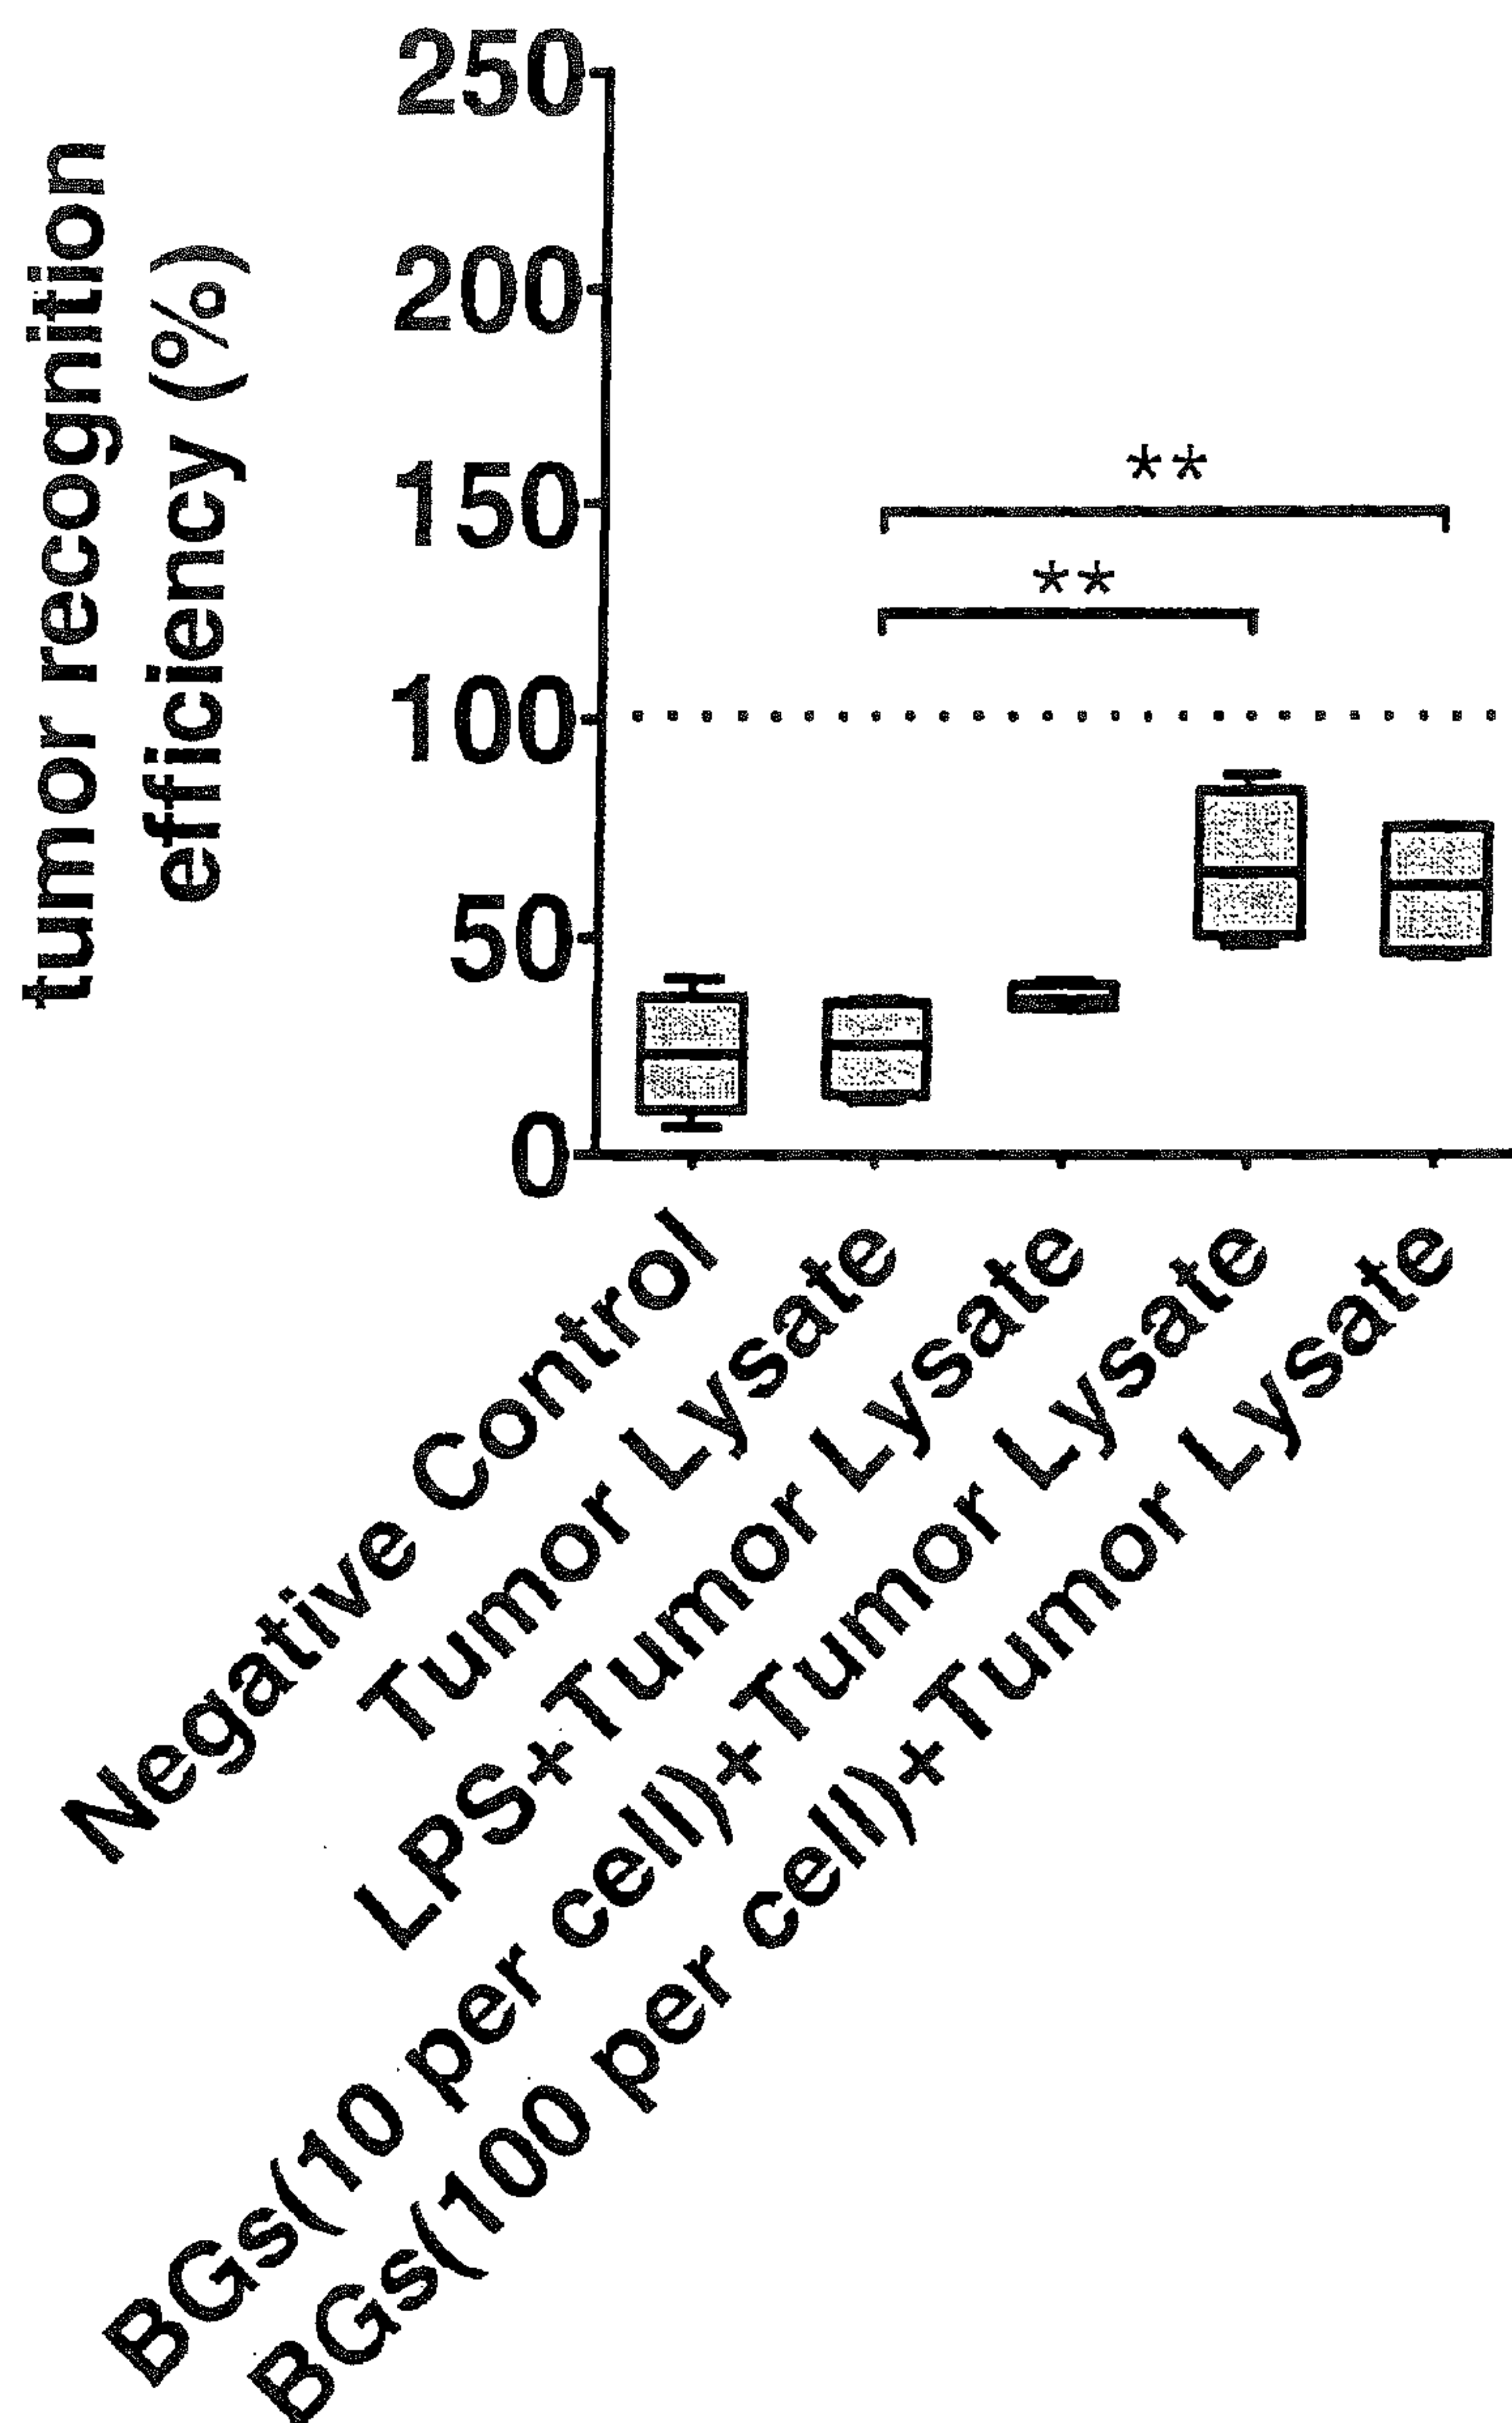 tumor recognition
efficiency (%)
250
200
150
100
50
0
**
**
Negative Control
Tumor Lysate
LPS+Tumor Lysate
BGs(10 per cell)+Tumor Lysate
BGs(100 per cell)+Tumor Lysate